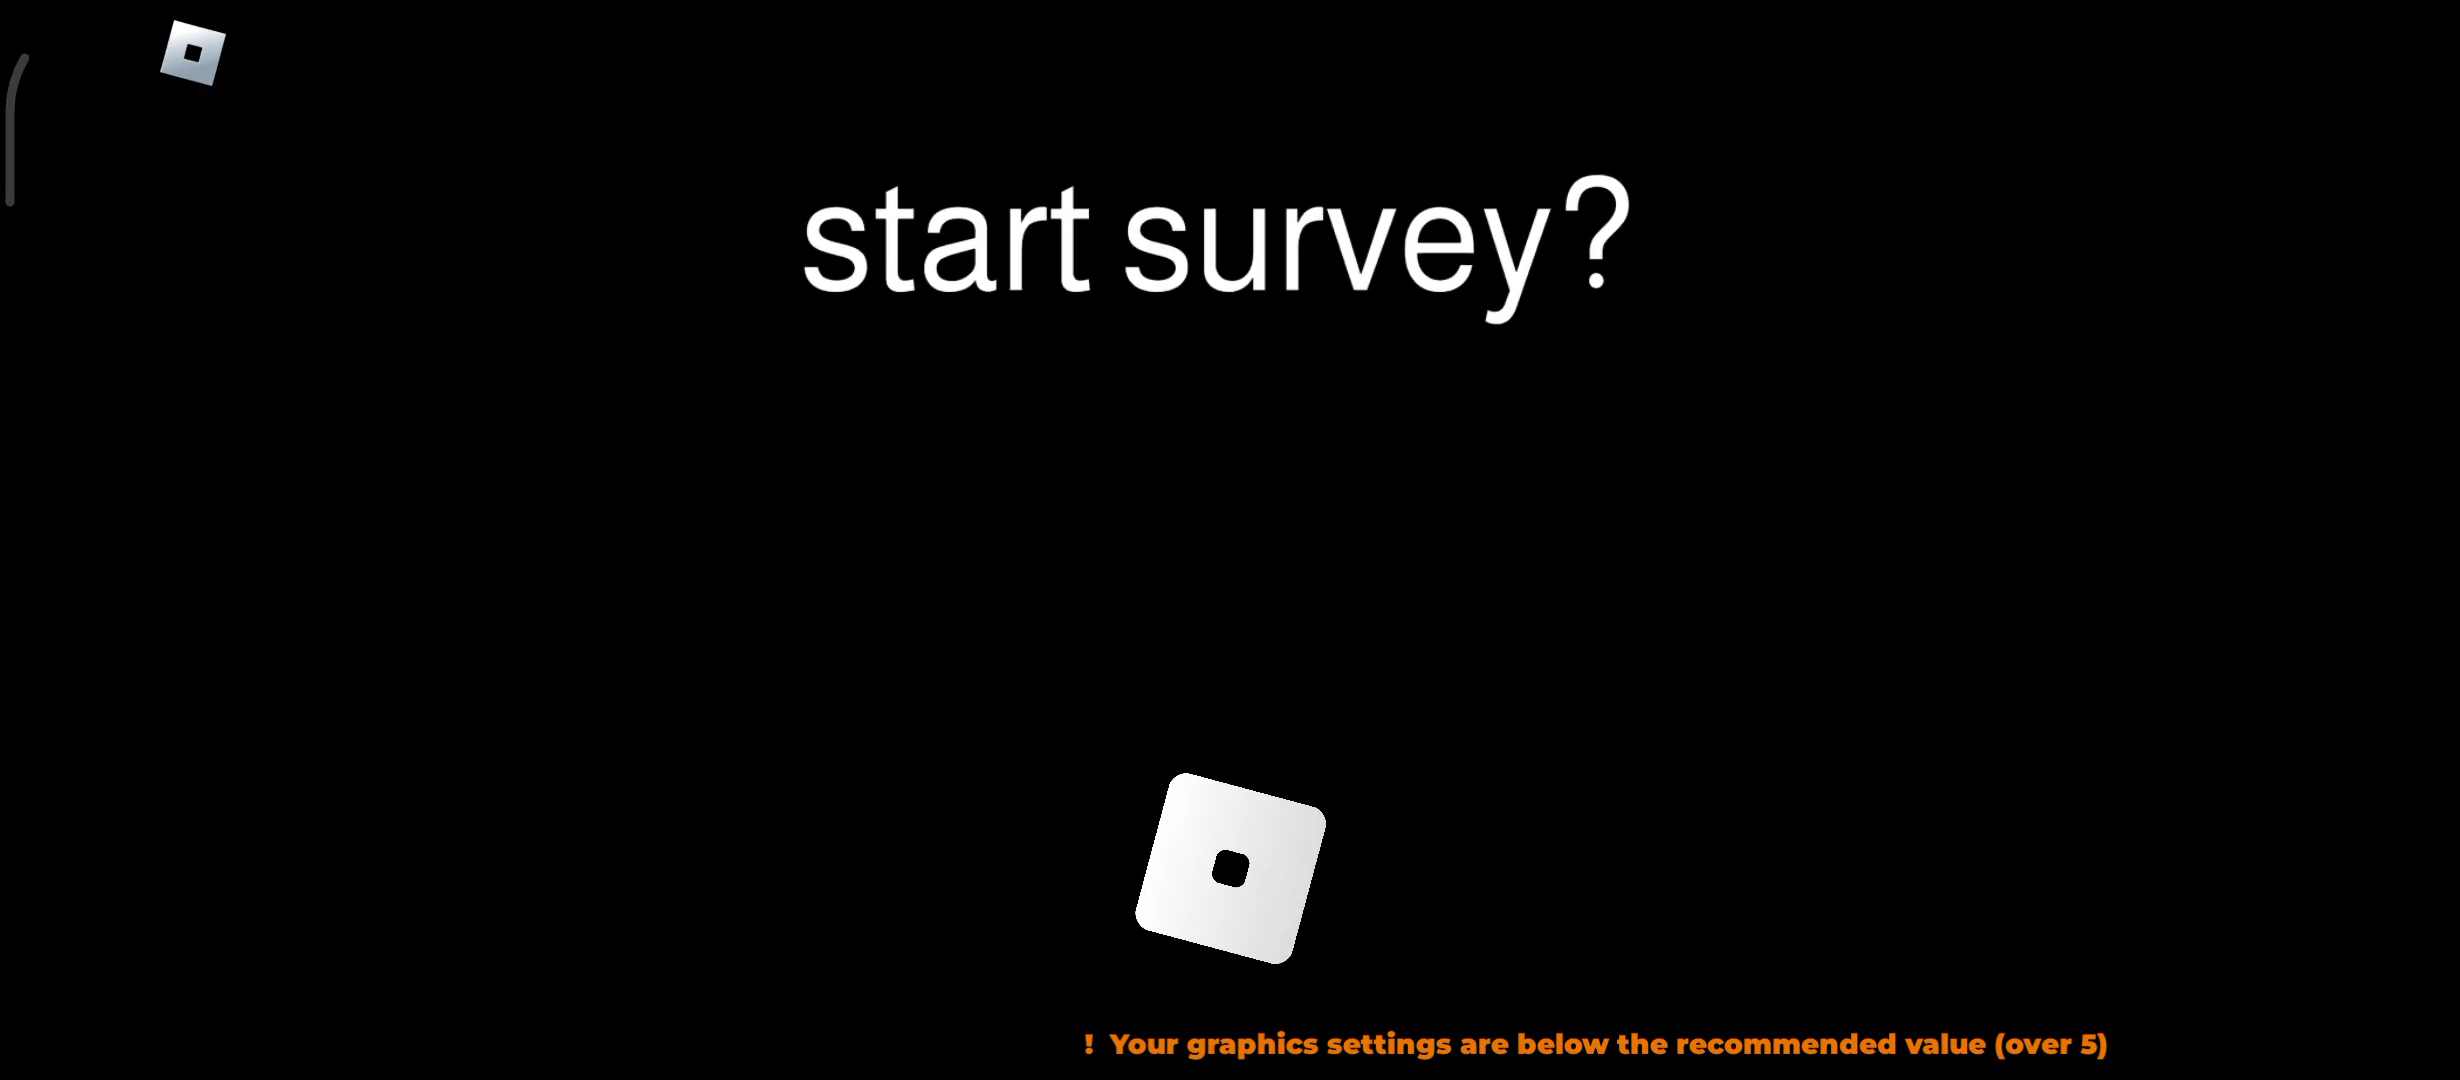 start survey?
! Your graphics settings are below the recommended value (over 5)